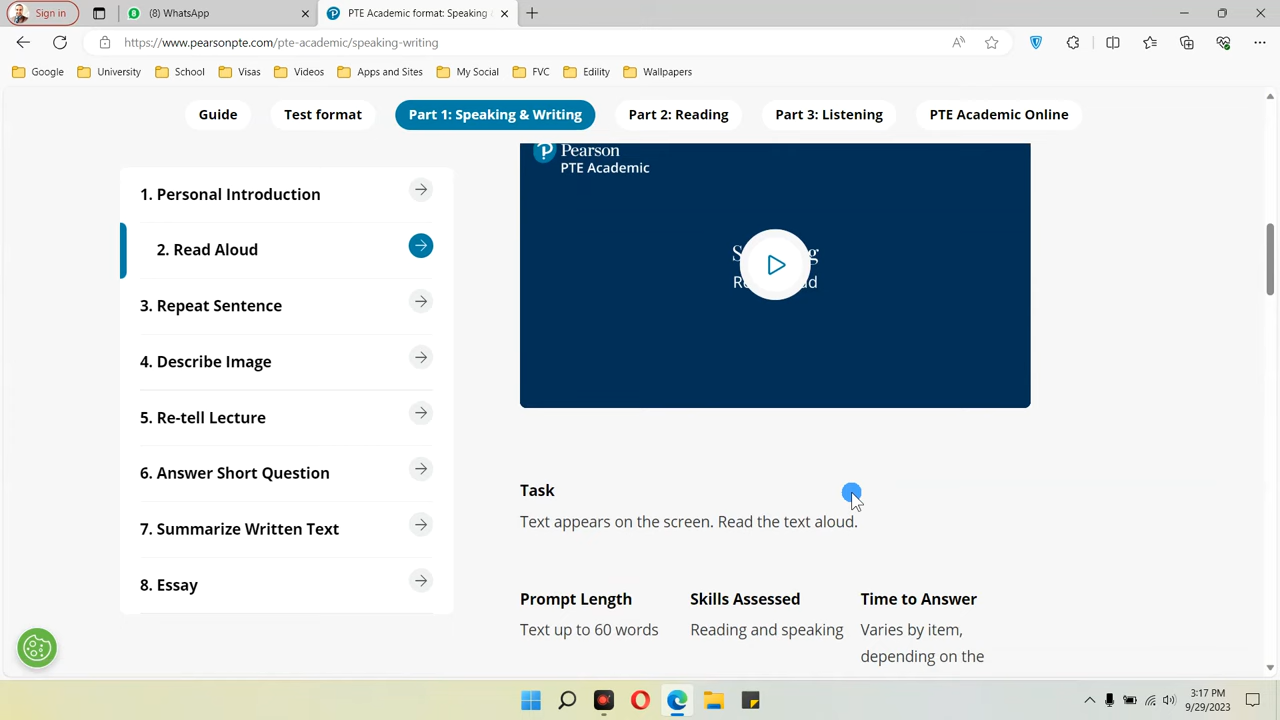 Sign in
(8) WhatsApp
PTE Academic format: Speaking
https://www.pearsonpte.com/pte-academic/speaking-writing
Google
University
School
Visas
Videos
Apps and Sites
My Social
FVC
Edility
Wallpapers
Guide
Test format
Part 1: Speaking & Writing
Part 2: Reading
Part 3: Listening
PTE Academic Online
1. Personal Introduction
2. Read Aloud
3. Repeat Sentence
4. Describe Image
5. Re-tell Lecture
6. Answer Short Question
7. Summarize Written Text
8. Essay
Pearson
PTE Academic
Task
Text appears on the screen. Read the text aloud.
Prompt Length
Text up to 60 words
Skills Assessed
Reading and speaking
Time to Answer
Varies by item,
depending on the
3:17 PM
9/29/2023